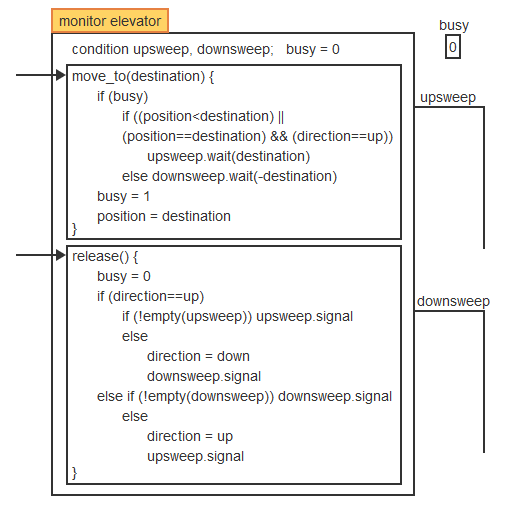 monitor elevator
busy
0
condition upsweep, downsweep; busy = 0
move_to(destination) {
if (busy)
if ((position<destination) ||
(position==destination) && (direction==up))
upsweep.wait(destination)
else downsweep.wait(-destination)
busy = 1
position = destination
}
upsweep
release() {
busy = 0
if (direction==up)
if (!empty(upsweep)) upsweep.signal
else
direction = down
downsweep.signal
else if (!empty(downsweep)) downsweep.signal
else
direction = up
upsweep.signal
}
downsweep